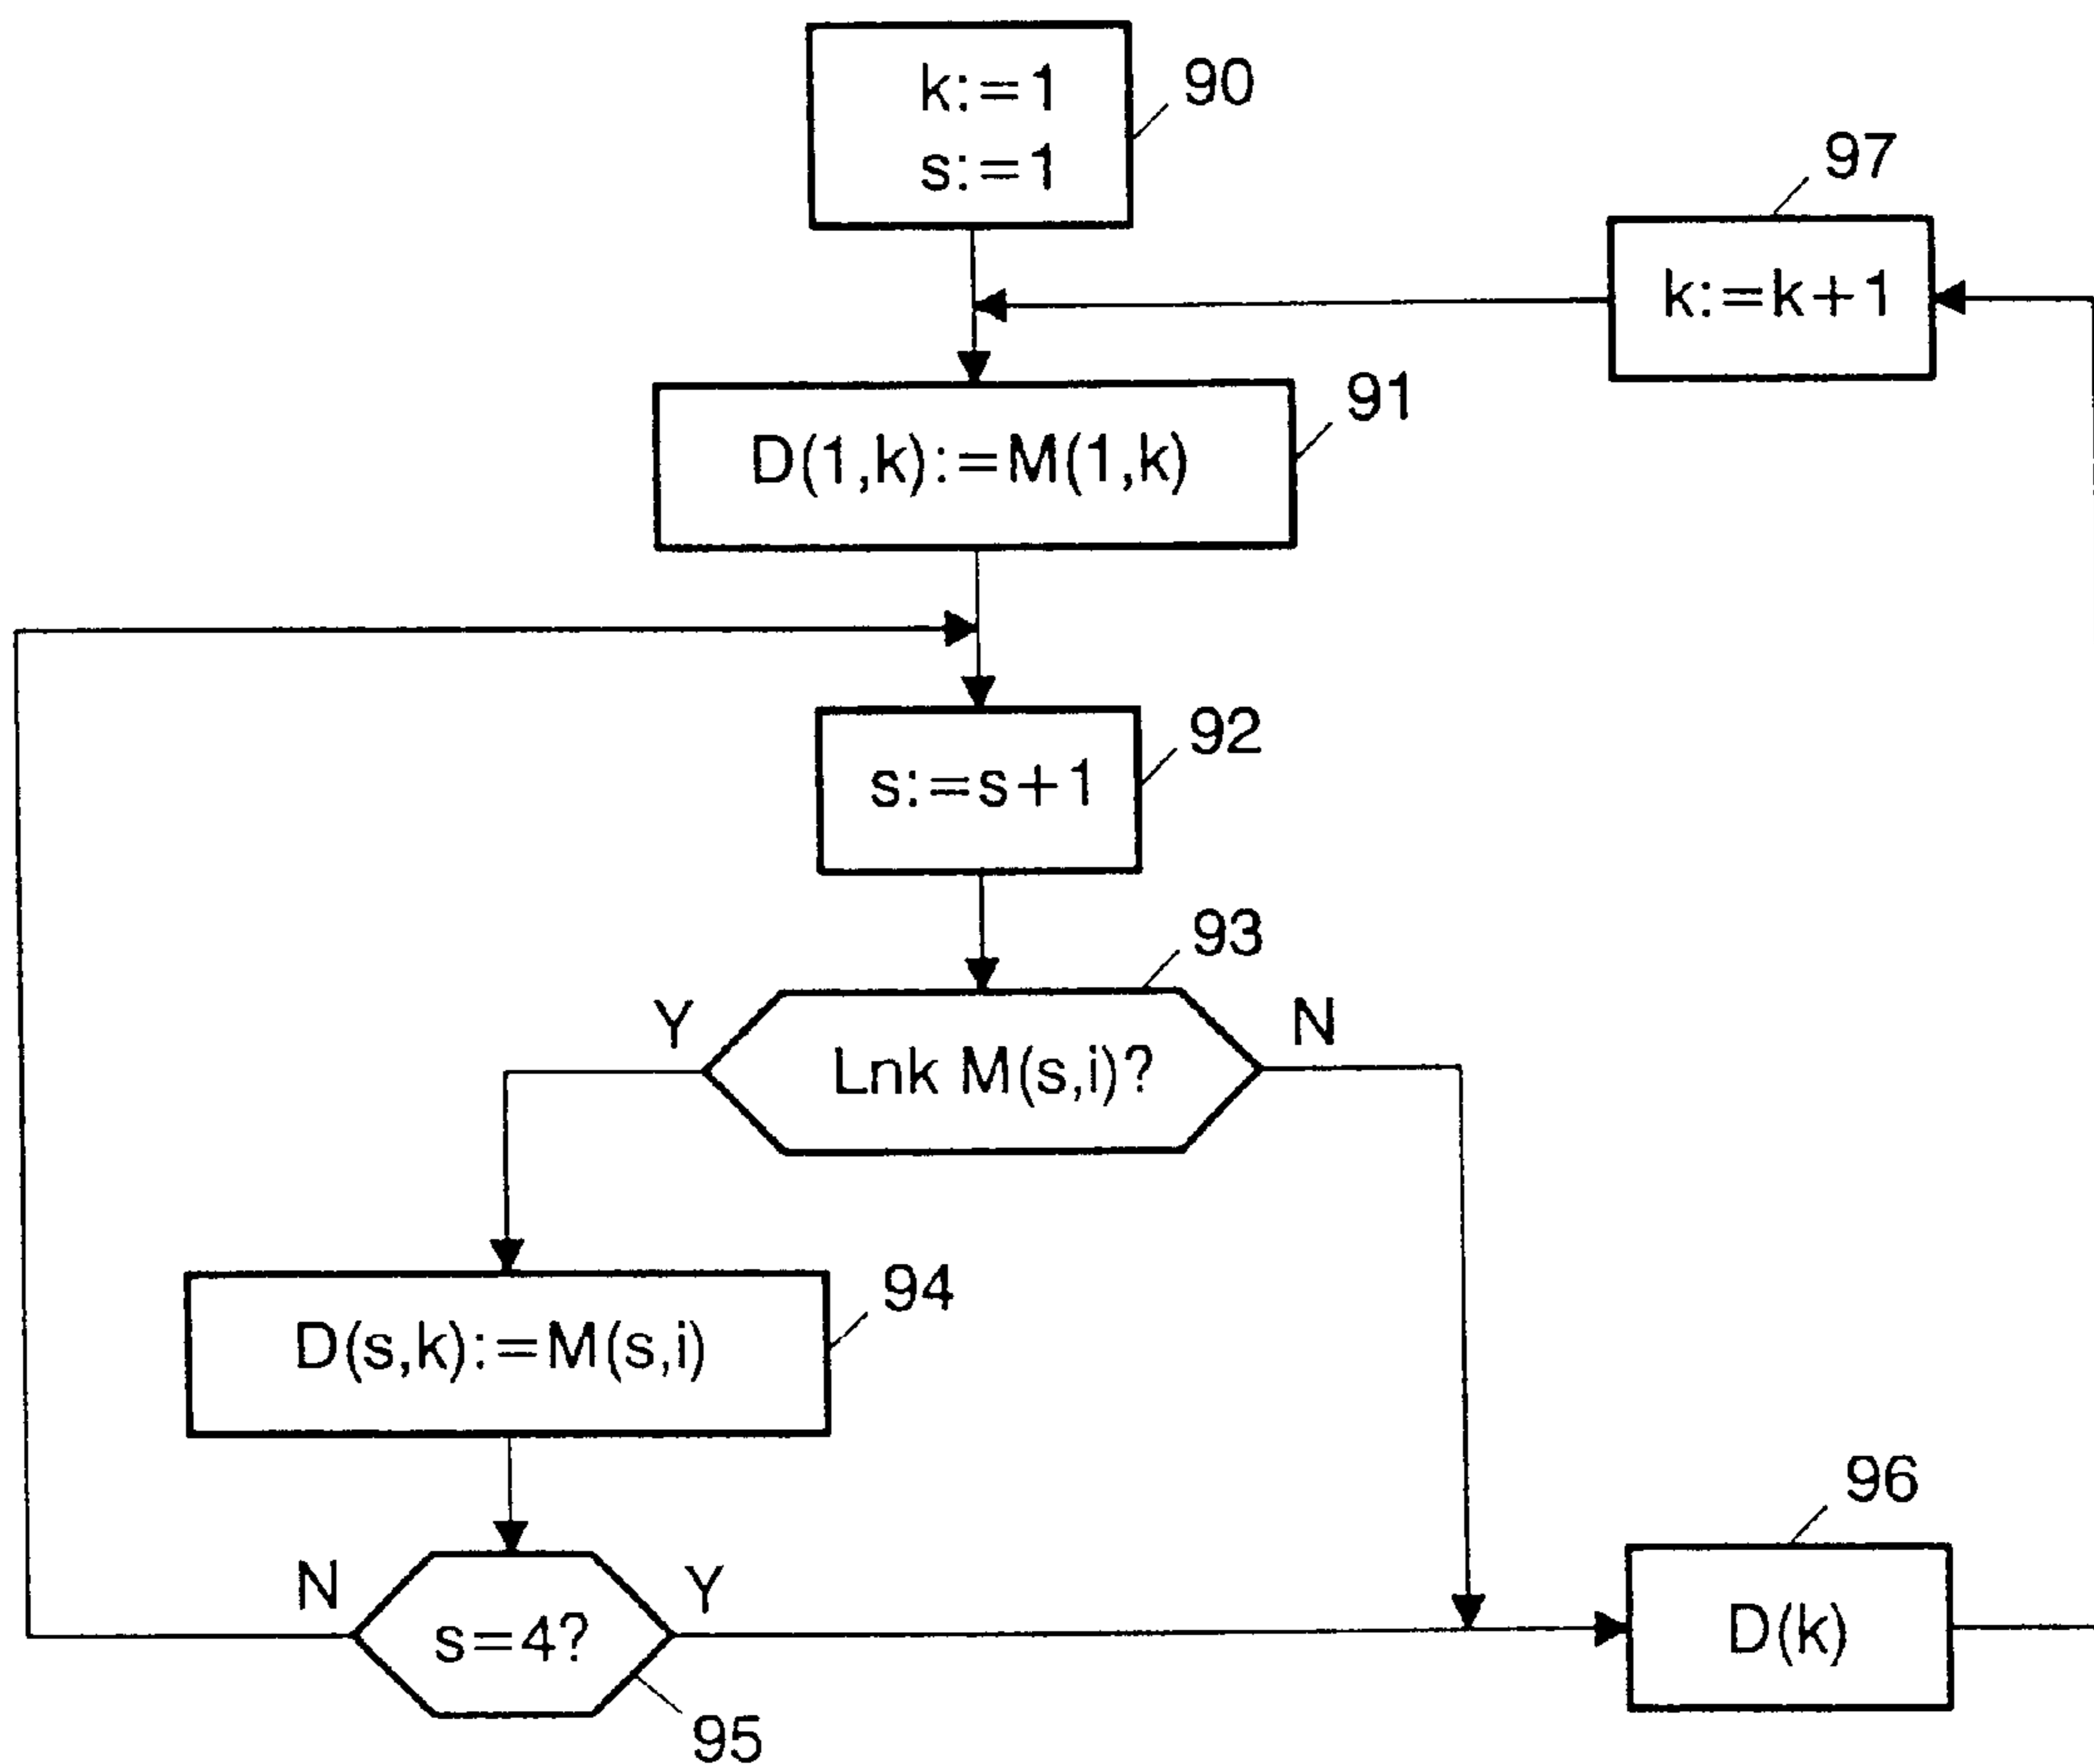 k:=1
s:=1
90
97
k:=k+1
91
D(1,k):=M(1,k)
92
s:=s+1
93
Y
N
Lnk M(s,i)?
94
D(s,k):=M(s,i)
96
N
Y
s=4?
D(k)
95